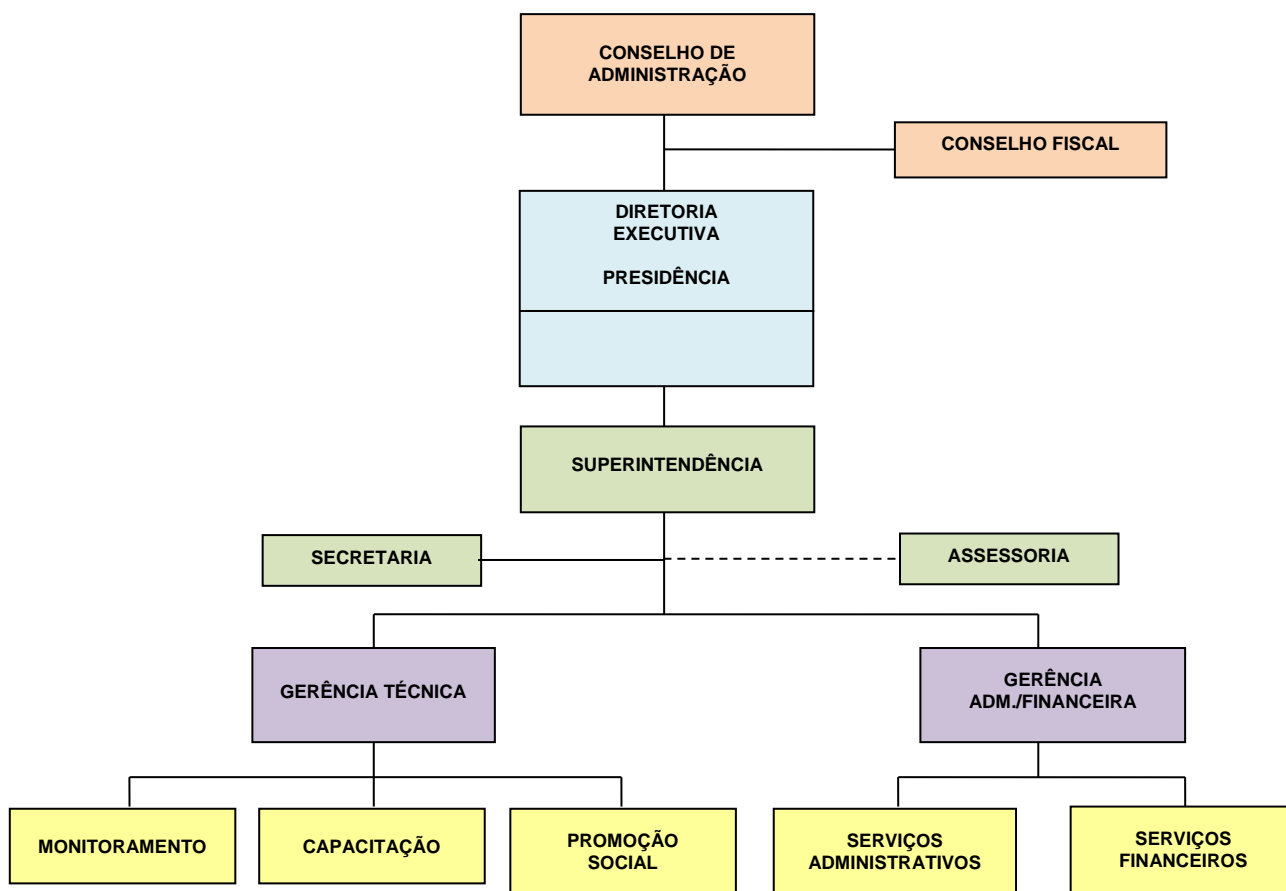 CONSELHO DE
ADMINISTRAÇÃO
CONSELHO FISCAL
DIRETORIA
EXECUTIVA
PRESIDÊNCIA
SUPERINTENDÊNCIA
SECRETARIA
ASSESSORIA
GERÊNCIA TÉCNICA
GERÊNCIA
ADM./FINANCEIRA
MONITORAMENTO
CAPACITAÇÃO
PROMOÇÃO
SOCIAL
SERVIÇOS
ADMINISTRATIVOS
SERVIÇOS
FINANCEIROS